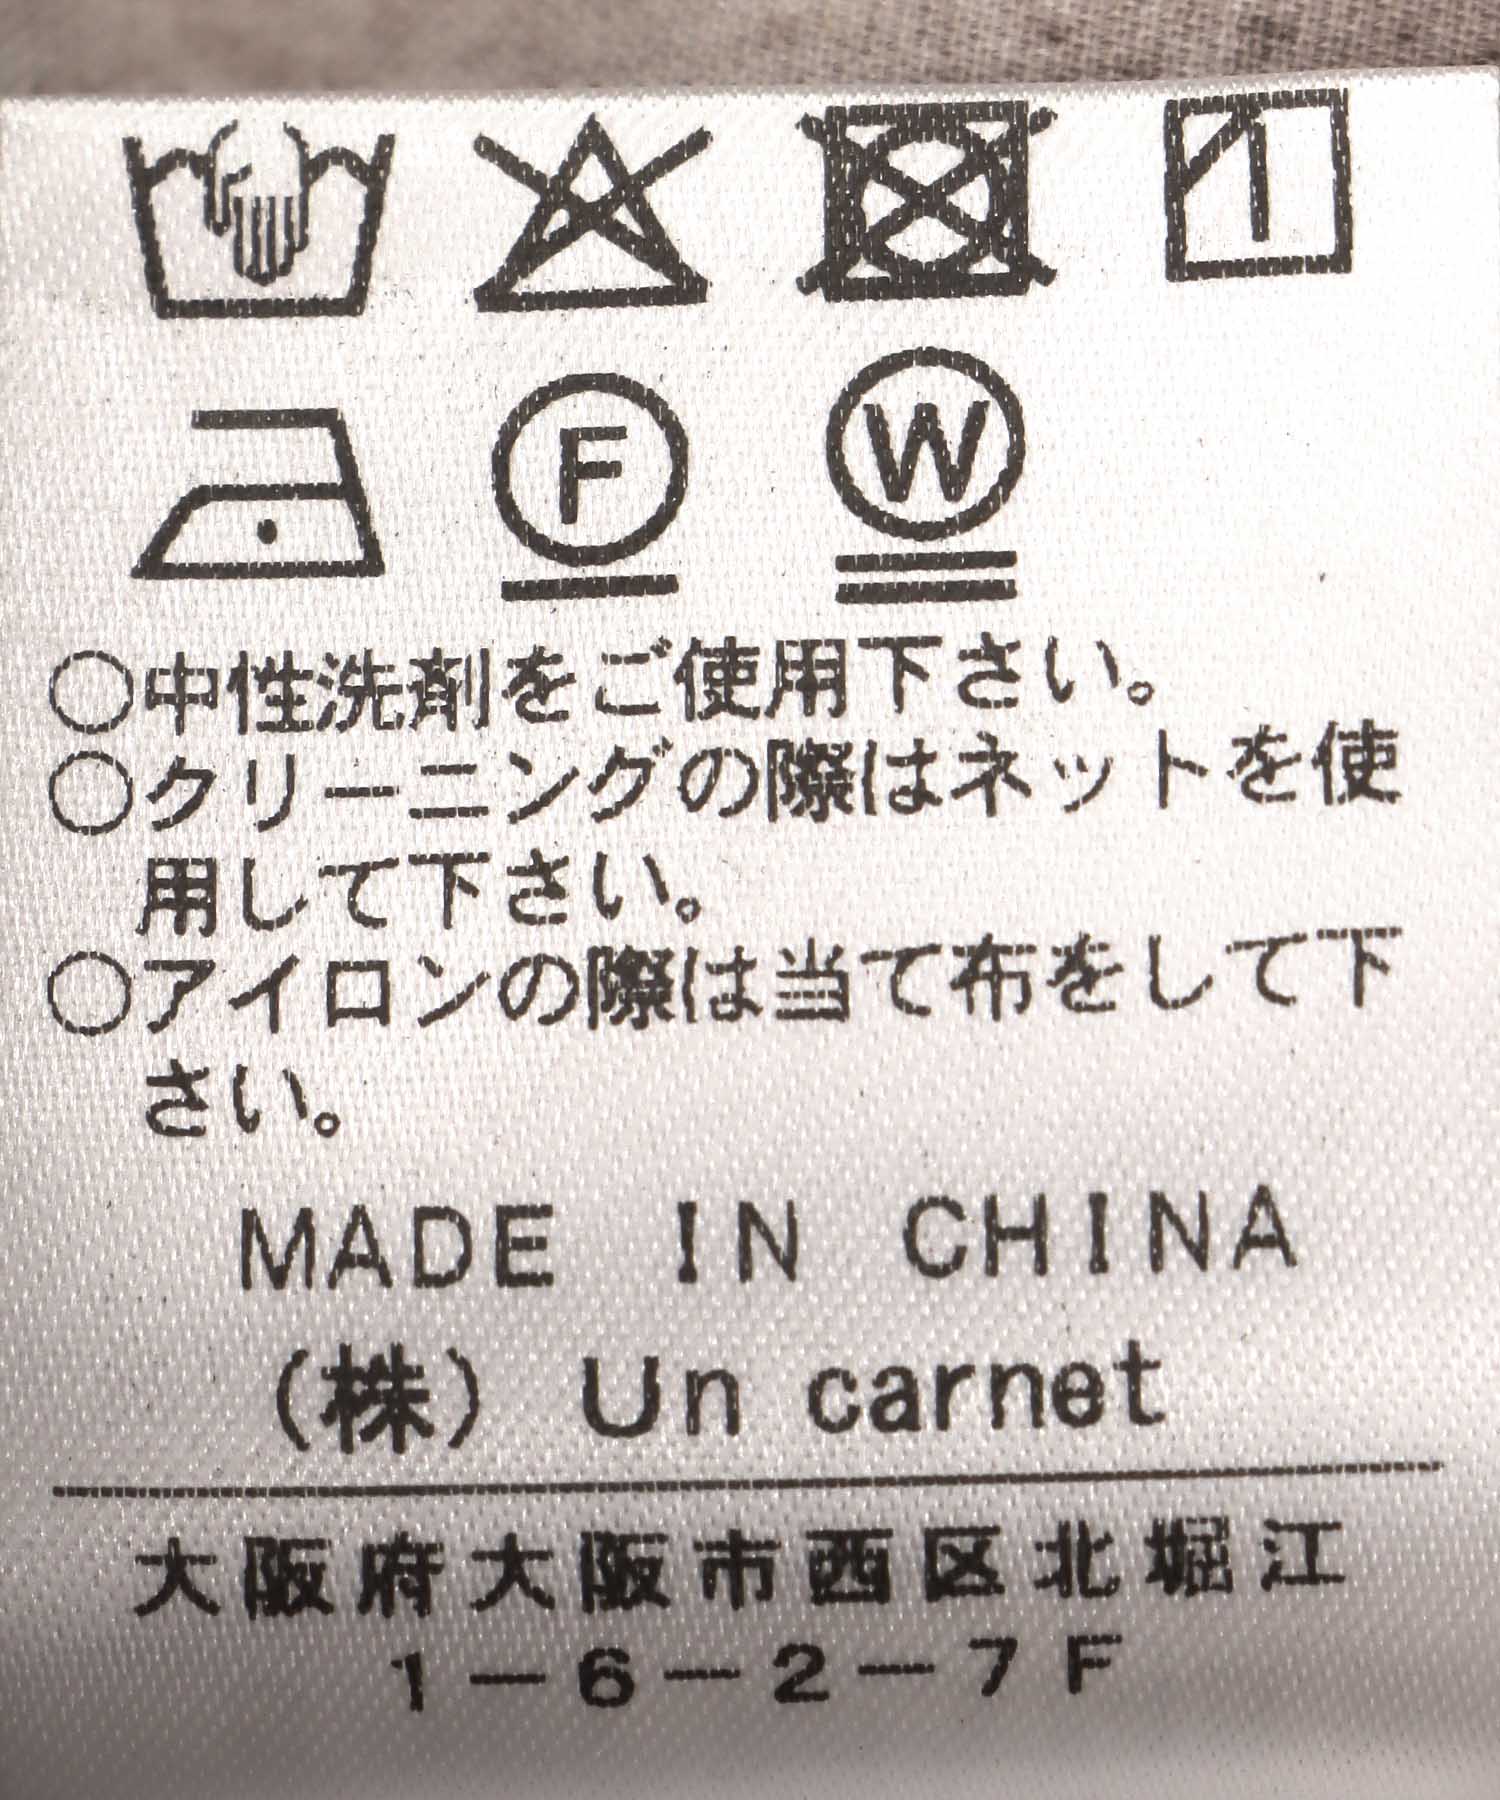 F
W
○中性洗剤をご使用下さい。
○クリーニングの際はネットを使
用して下さい。
○アイロンの際は当て布をして下
さい。
MADE IN CHINA
（株） Un carnet
大阪府大阪市西区北堀江
1－6－2－7F